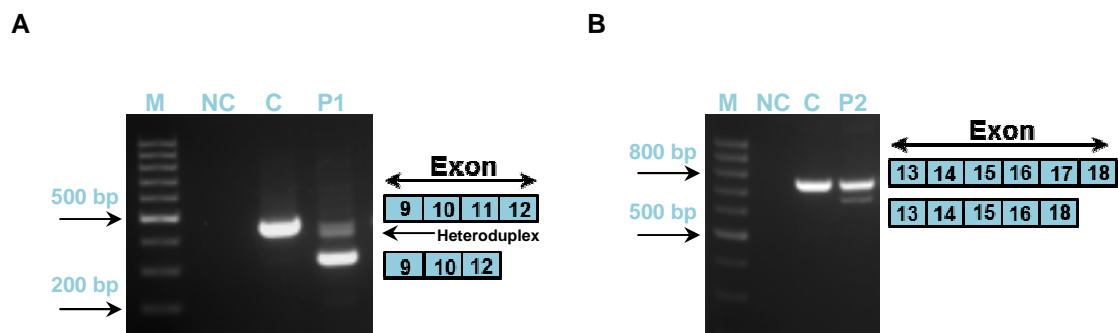 A
M NC C P1
500 bp
200 bp
Exon
9 10 11 12
Heteroduplex
9 10 12
B
M NC C P2
800 bp
500 bp
Exon
13 14 15 16 17 18
13 14 15 16 18